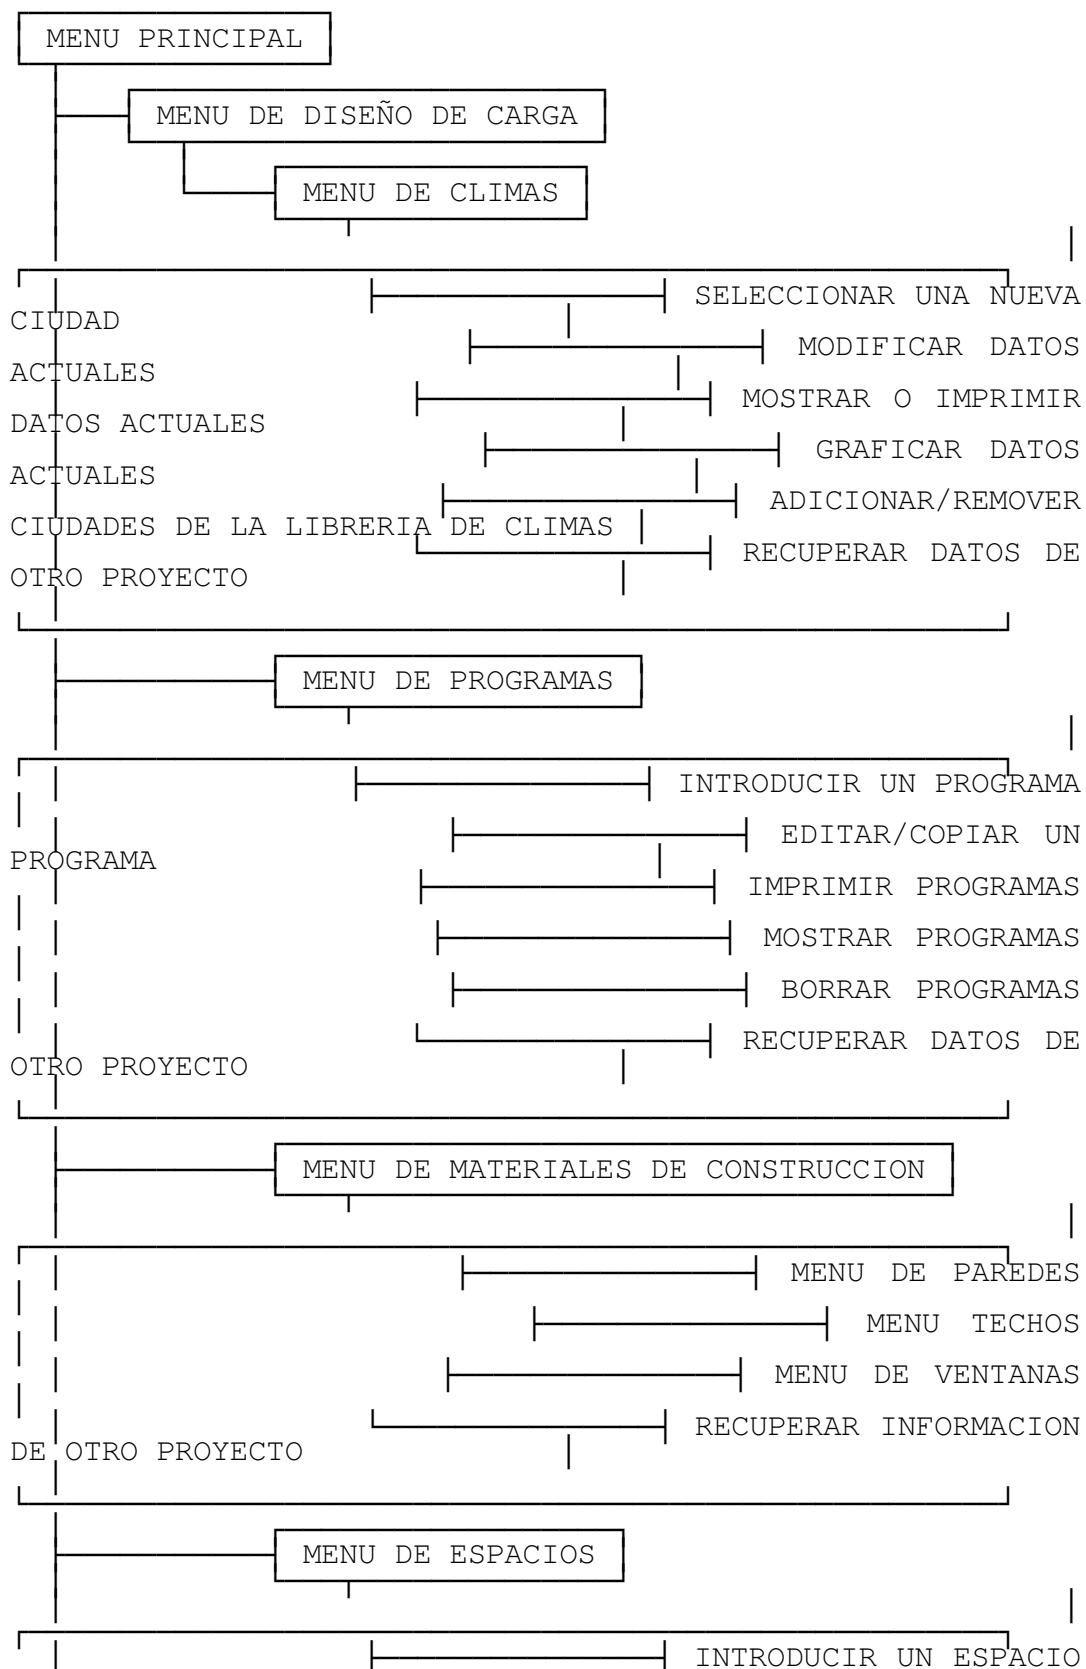 MENU PRINCIPAL
MENU DE DISEÑO DE CARGA
MENU DE CLIMAS
SELECCIONAR UNA NUEVA
CIUDAD
MODIFICAR DATOS
ACTUALES
MOSTRAR O IMPRIMIR
DATOS ACTUALES
GRAFICAR DATOS
ACTUALES
ADICIONAR/REMOVER
CIUDADES DE LA LIBRERIA DE CLIMAS
RECUPERAR DATOS DE
OTRO PROYECTO
MENU DE PROGRAMAS
INTRODUCIR UN PROGRAMA
EDITAR/COPIAR UN
PROGRAMA
IMPRIMIR PROGRAMAS
MOSTRAR PROGRAMAS
BORRAR PROGRAMAS
RECUPERAR DATOS DE
OTRO PROYECTO
MENU DE MATERIALES DE CONSTRUCCION
MENU DE PAREDES
MENU TECHOS
MENU DE VENTANAS
RECUPERAR INFORMACION
DE OTRO PROYECTO
MENU DE ESPACIOS
INTRODUCIR UN ESPACIO